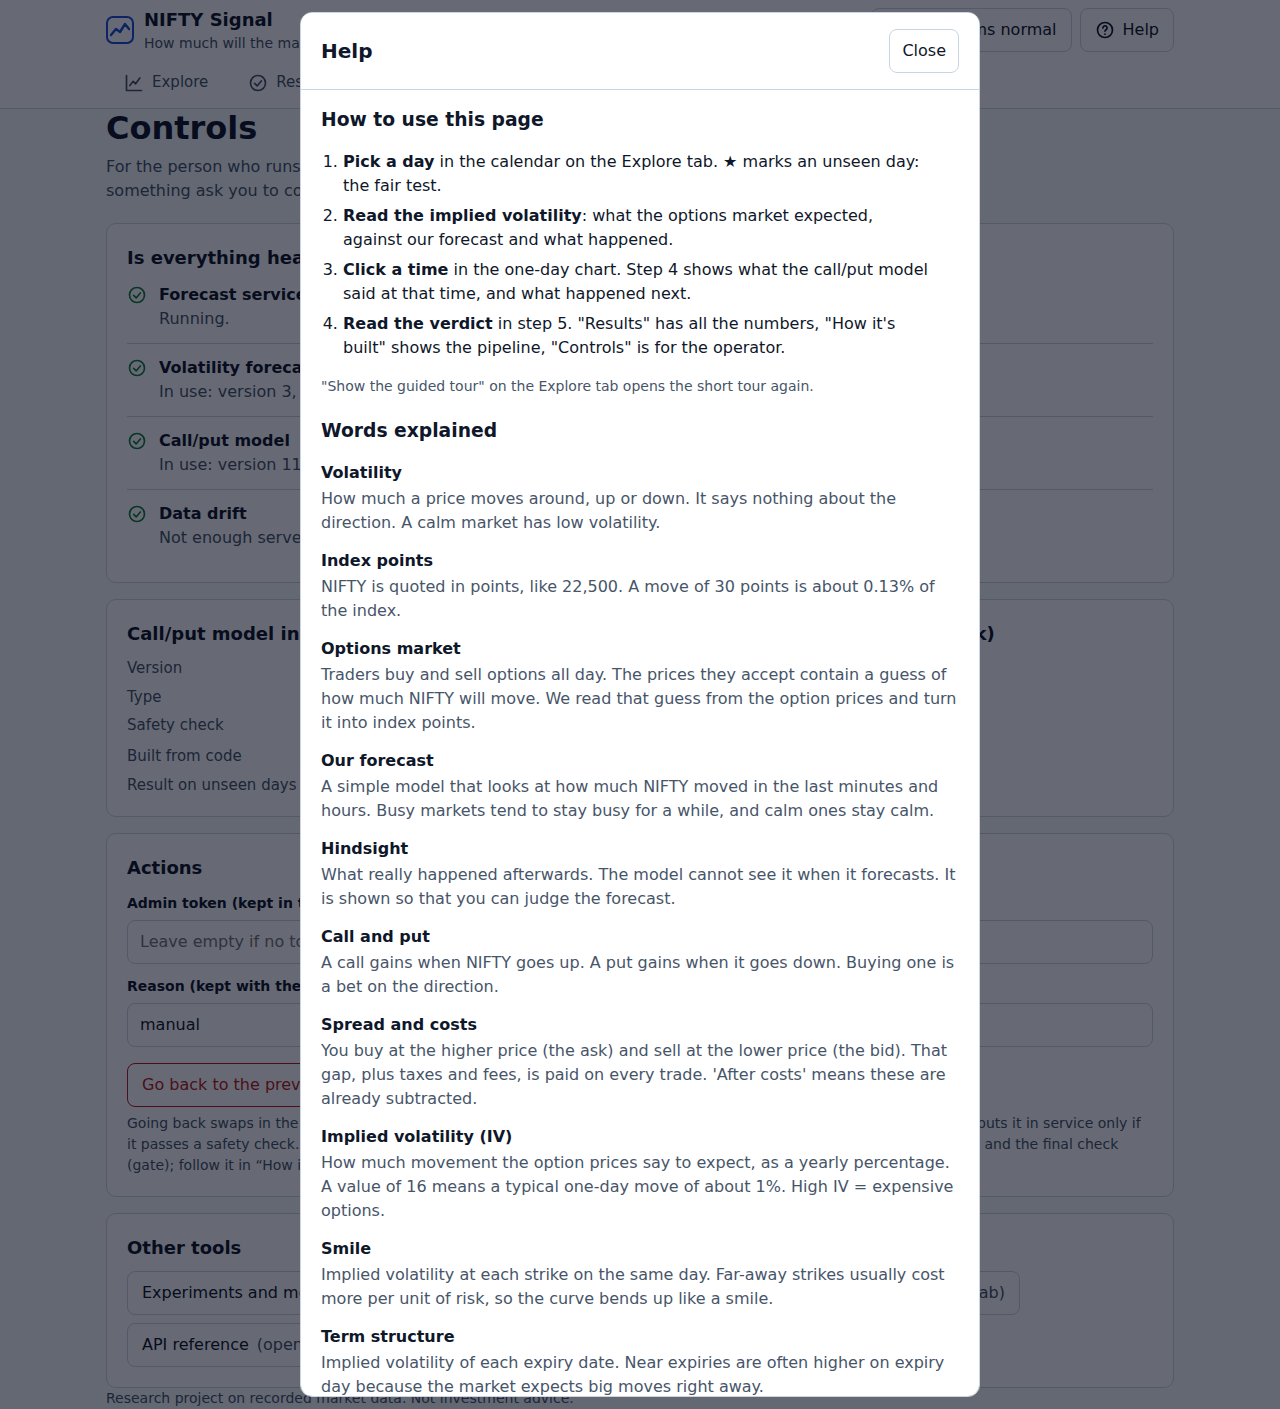 NIFTY Signal
How much will the ma
ns normal
Help
Explore
Res
Controls
For the person who runs
something ask you to co
Is everything hea
Forecast service
Running.
Volatility foreca
In use: version 3,
Call/put model
In use: version 11
Data drift
Not enough serve
Call/put model in
k)
Version
Type
Safety check
Built from code
Result on unseen days
Actions
Admin token (kept in t
Leave empty if no to
Reason (kept with the
manual
Go back to the prev
Going back swaps in the
puts it in service only if
it passes a safety check.
and the final check
(gate); follow it in “How i
Other tools
Experiments and mo
ab)
API reference (open
Research project on recorded market data. Not investment advice.
Help
Close
How to use this page
1. Pick a day in the calendar on the Explore tab. ★ marks an unseen day:
the fair test.
2. Read the implied volatility: what the options market expected,
against our forecast and what happened.
3. Click a time in the one-day chart. Step 4 shows what the call/put model
said at that time, and what happened next.
4. Read the verdict in step 5. "Results" has all the numbers, "How it's
built" shows the pipeline, "Controls" is for the operator.
"Show the guided tour" on the Explore tab opens the short tour again.
Words explained
Volatility
How much a price moves around, up or down. It says nothing about the
direction. A calm market has low volatility.
Index points
NIFTY is quoted in points, like 22,500. A move of 30 points is about 0.13% of
the index.
Options market
Traders buy and sell options all day. The prices they accept contain a guess of
how much NIFTY will move. We read that guess from the option prices and turn
it into index points.
Our forecast
A simple model that looks at how much NIFTY moved in the last minutes and
hours. Busy markets tend to stay busy for a while, and calm ones stay calm.
Hindsight
What really happened afterwards. The model cannot see it when it forecasts. It
is shown so that you can judge the forecast.
Call and put
A call gains when NIFTY goes up. A put gains when it goes down. Buying one is
a bet on the direction.
Spread and costs
You buy at the higher price (the ask) and sell at the lower price (the bid). That
gap, plus taxes and fees, is paid on every trade. 'After costs' means these are
already subtracted.
Implied volatility (IV)
How much movement the option prices say to expect, as a yearly percentage.
A value of 16 means a typical one-day move of about 1%. High IV = expensive
options.
Smile
Implied volatility at each strike on the same day. Far-away strikes usually cost
more per unit of risk, so the curve bends up like a smile.
Term structure
Implied volatility of each expiry date. Near expiries are often higher on expiry
day because the market expects big moves right away.